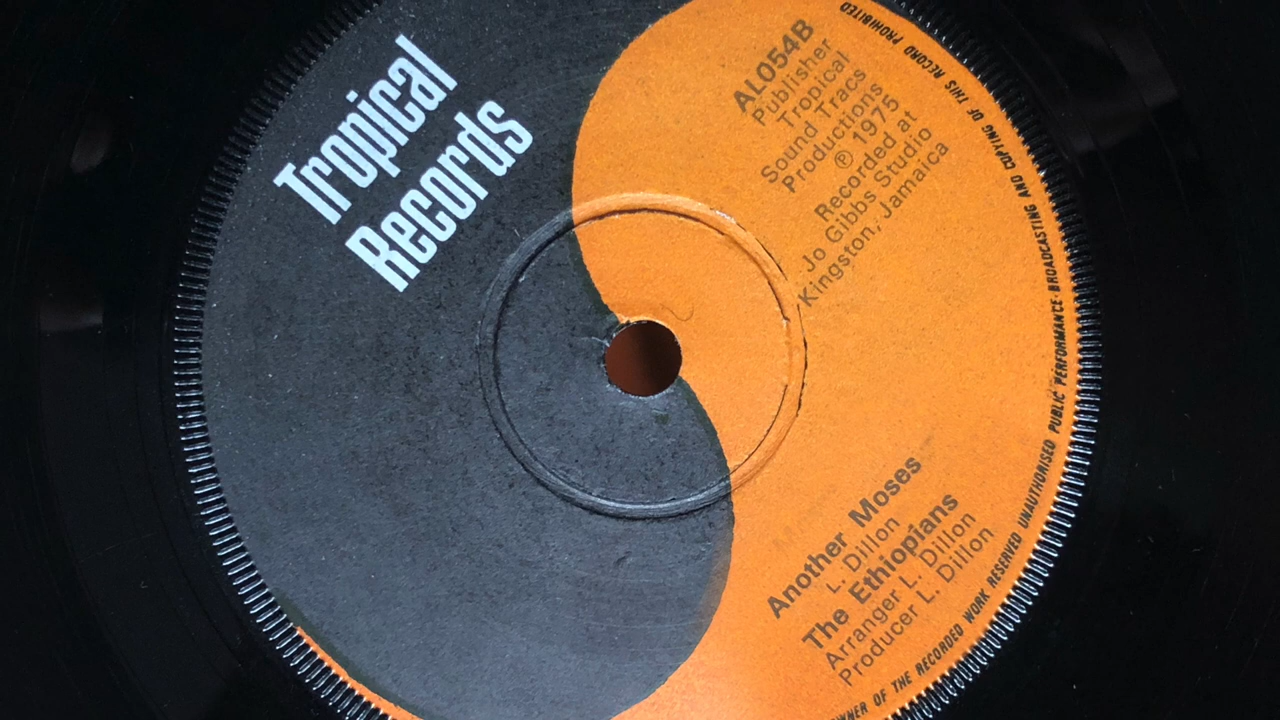 Tropical
Records
AL054B
Publisher
Tropical
Sound Tracs
Productions
℗ 1975
Recorded at
Jo Gibbs Studio
Kingston, Jamaica
Another Moses
L. Dillon
The Ethiopians
Arranger L. Dillon
Producer L. Dillon
OWNER OF THE RECORDED WORK RESERVED UNAUTHORISED PUBLIC PERFORMANCE·BROADCASTING AND COPYING OF THIS RECORD PROHIBITED